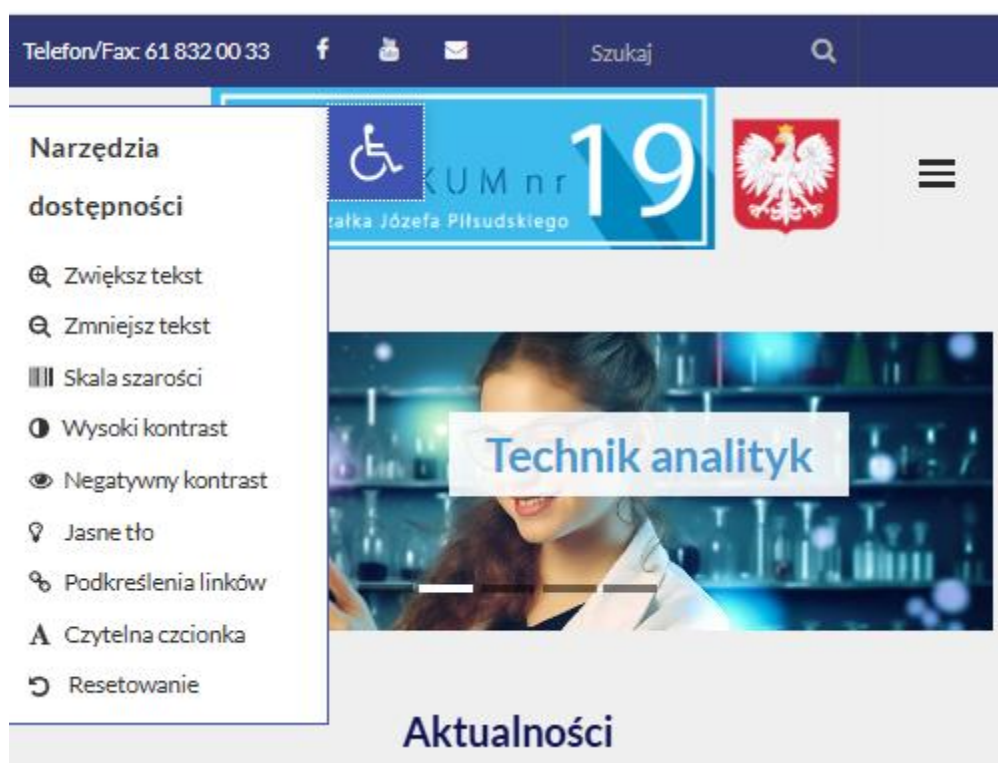 Telefon/Fax: 61 832 00 33
Szukaj
Narzędzia
dostępności
Zwiększ tekst
Zmniejsz tekst
Skala szarości
Wysoki kontrast
Negatywny kontrast
Jasne tło
Podkreślenia linków
Czytelna czcionka
Resetowanie
KUM nr 19
Józefa Piłsudskiego
Technik analityk
Aktualności